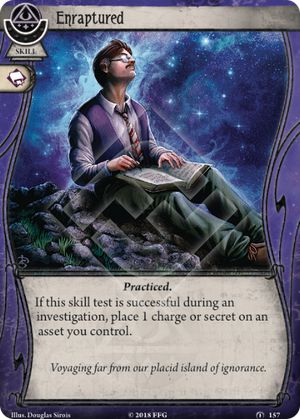 Enraptured
SKILL
Practiced.
If this skill test is successful during an
investigation, place 1 charge or secret on an
asset you control.
Voyaging far from our placid island of ignorance.
Illus. Douglas Sirois
© 2018 FFG
157